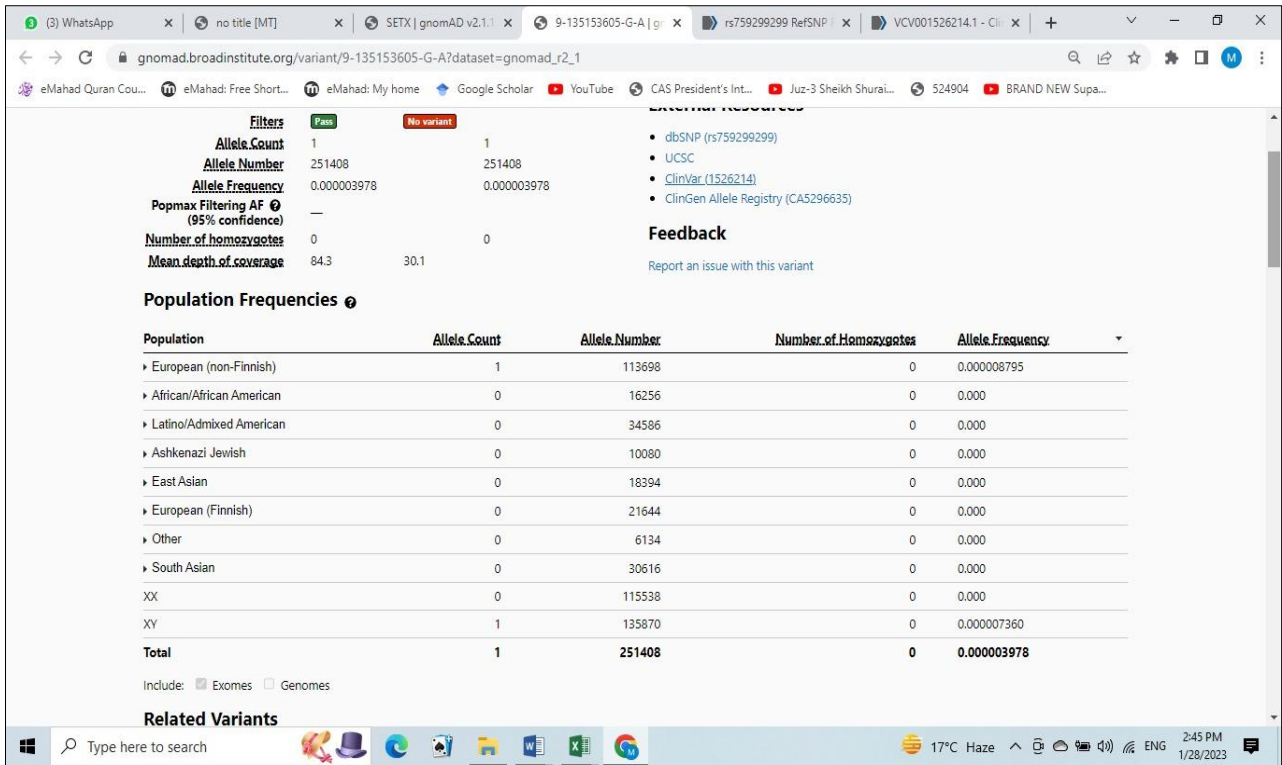 (3) WhatsApp
no title [MT]
SETX | gnomAD v2.1.1
9-135153605-G-A | gn
rs759299299 RefSNP
VCV001526214.1 - Cli
gnomad.broadinstitute.org/variant/9-135153605-G-A?dataset=gnomad_r2_1
M
eMahad Quran Cou... eMahad: Free Short... eMahad: My home Google Scholar YouTube CAS President's Int... Juz-3 Sheikh Shurai... 524904 BRAND NEW Supa...
External Resources
Filters Pass No variant
Allele Count 1 1
Allele Number 251408 251408
Allele Frequency 0.000003978 0.000003978
Popmax Filtering AF ?
(95% confidence) —
Number of homozygotes 0 0
Mean depth of coverage 84.3 30.1
• dbSNP (rs759299299)
• UCSC
• ClinVar (1526214)
• ClinGen Allele Registry (CA5296635)
Feedback
Report an issue with this variant
Population Frequencies ?
Population Allele Count Allele Number Number of Homozygotes Allele Frequency
European (non-Finnish) 1 113698 0 0.000008795
African/African American 0 16256 0 0.000
Latino/Admixed American 0 34586 0 0.000
Ashkenazi Jewish 0 10080 0 0.000
East Asian 0 18394 0 0.000
European (Finnish) 0 21644 0 0.000
Other 0 6134 0 0.000
South Asian 0 30616 0 0.000
XX 0 115538 0 0.000
XY 1 135870 0 0.000007360
Total 1 251408 0 0.000003978
Include: Exomes Genomes
Related Variants
Type here to search
17°C Haze
ENG
2:45 PM
1/28/2023